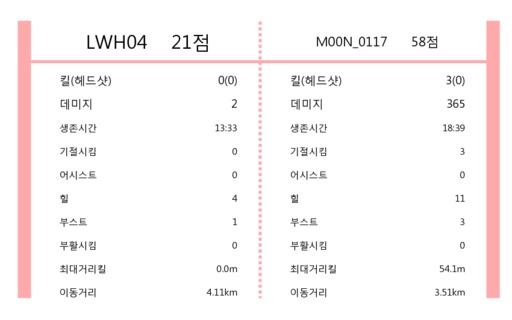 LWH04 21점
킬(헤드샷) 0(0)
데미지 2
생존시간 13:33
기절시킴 0
어시스트 0
힐 4
부스트 1
부활시킴 0
최대거리킬 0.0m
이동거리 4.11km
M00N_0117 58점
킬(헤드샷) 3(0)
데미지 365
생존시간 18:39
기절시킴 3
어시스트 0
힐 11
부스트 3
부활시킴 0
최대거리킬 54.1m
이동거리 3.51km